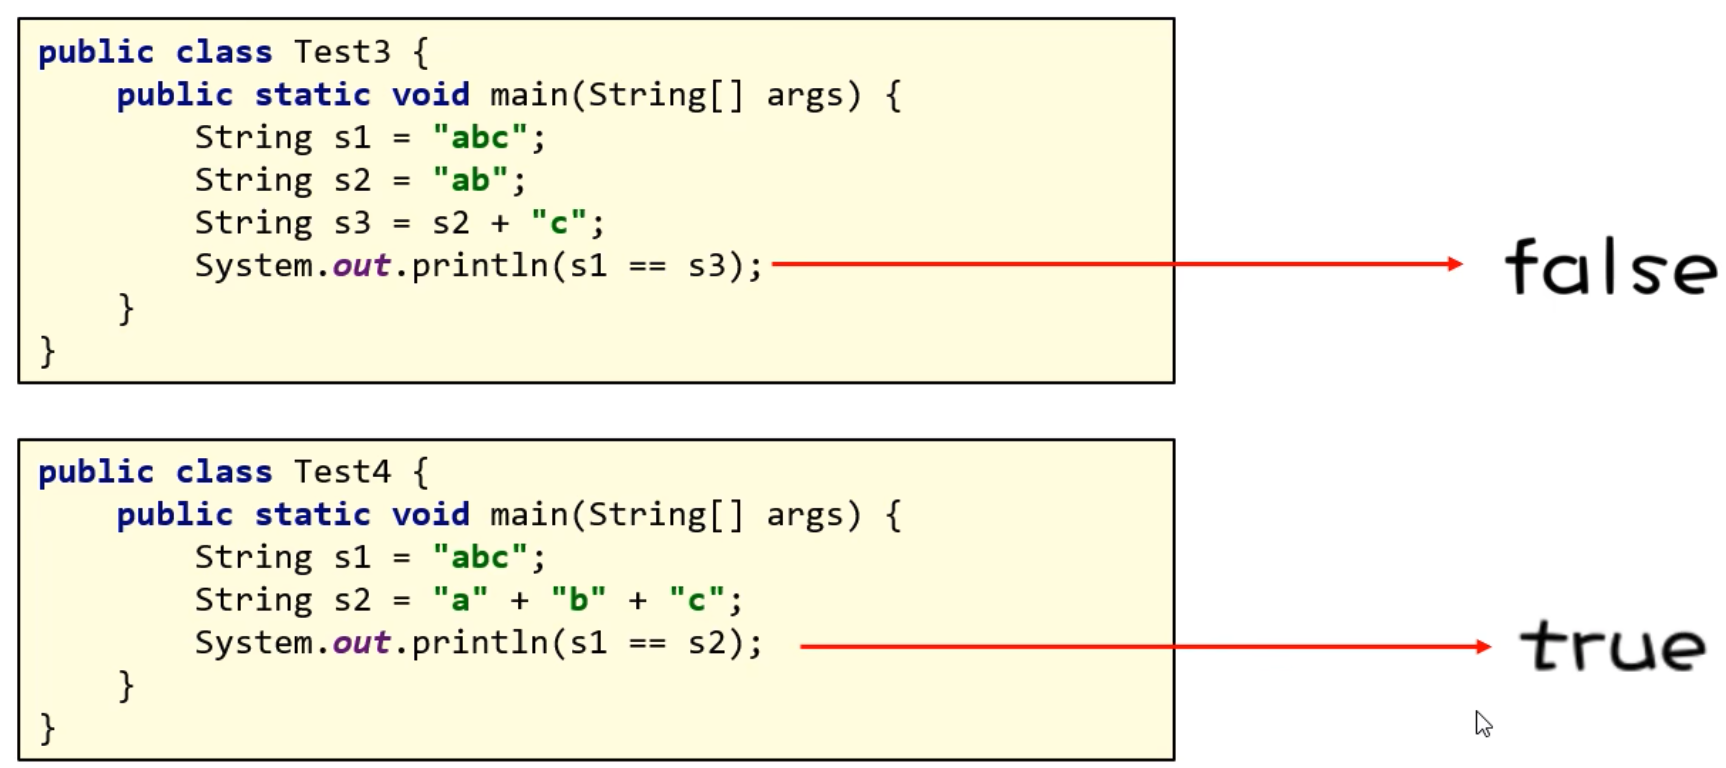 public class Test3 {
    public static void main(String[] args) {
        String s1 = "abc";
        String s2 = "ab";
        String s3 = s2 + "c";
        System.out.println(s1 == s3);
false
    }
}
public class Test4 {
    public static void main(String[] args) {
        String s1 = "abc";
        String s2 = "a" + "b" + "c";
        System.out.println(s1 == s2);
true
    }
}